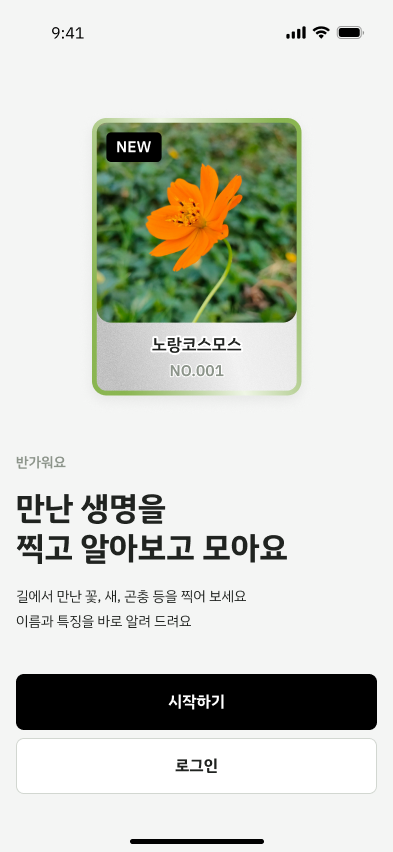 9:41
NEW
노랑코스모스
NO.001
반가워요
만난 생명을
찍고 알아보고 모아요
길에서 만난 꽃, 새, 곤충 등을 찍어 보세요
이름과 특징을 바로 알려 드려요
시작하기
로그인